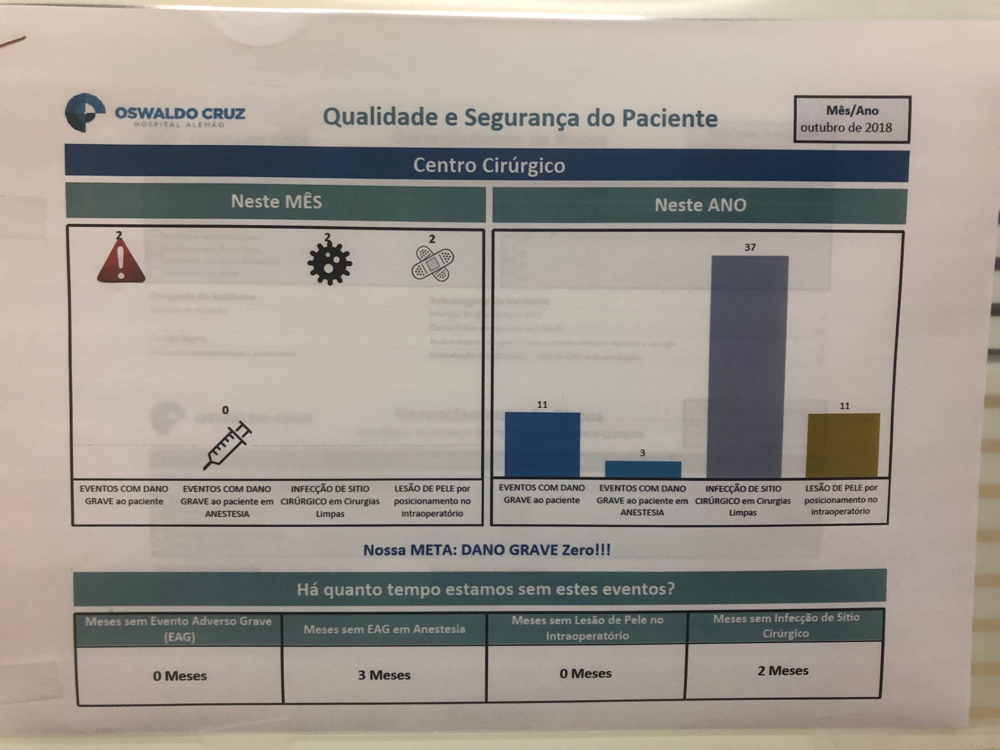 OSWALDO CRUZ
HOSPITAL ALEMÃO
Qualidade e Segurança do Paciente
Mês/Ano
outubro de 2018
Centro Cirúrgico
Neste MÊS
2
2
2
0
EVENTOS COM DANO
GRAVE ao paciente
EVENTOS COM DANO
GRAVE ao paciente em
ANESTESIA
INFECÇÃO DE SITIO
CIRÚRGICO em Cirurgias
Limpas
LESÃO DE PELE por
posicionamento no
intraoperatório
Neste ANO
11
3
37
11
EVENTOS COM DANO
GRAVE ao paciente
EVENTOS COM DANO
GRAVE ao paciente em
ANESTESIA
INFECÇÃO DE SITIO
CIRÚRGICO em Cirurgias
Limpas
LESÃO DE PELE por
posicionamento no
intraoperatório
Nossa META: DANO GRAVE Zero!!!
Há quanto tempo estamos sem estes eventos?
Meses sem Evento Adverso Grave
(EAG)
Meses sem EAG em Anestesia
Meses sem Lesão de Pele no
Intraoperatório
Meses sem Infecção de Sítio
Cirúrgico
0 Meses
3 Meses
0 Meses
2 Meses